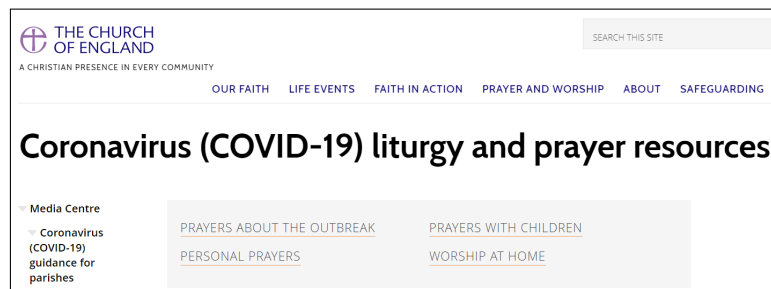 THE CHURCH
OF ENGLAND
A CHRISTIAN PRESENCE IN EVERY COMMUNITY
SEARCH THIS SITE
OUR FAITH LIFE EVENTS FAITH IN ACTION PRAYER AND WORSHIP ABOUT SAFEGUARDING
Coronavirus (COVID-19) liturgy and prayer resources
Media Centre
Coronavirus
(COVID-19)
guidance for
parishes
PRAYERS ABOUT THE OUTBREAK PRAYERS WITH CHILDREN
PERSONAL PRAYERS WORSHIP AT HOME